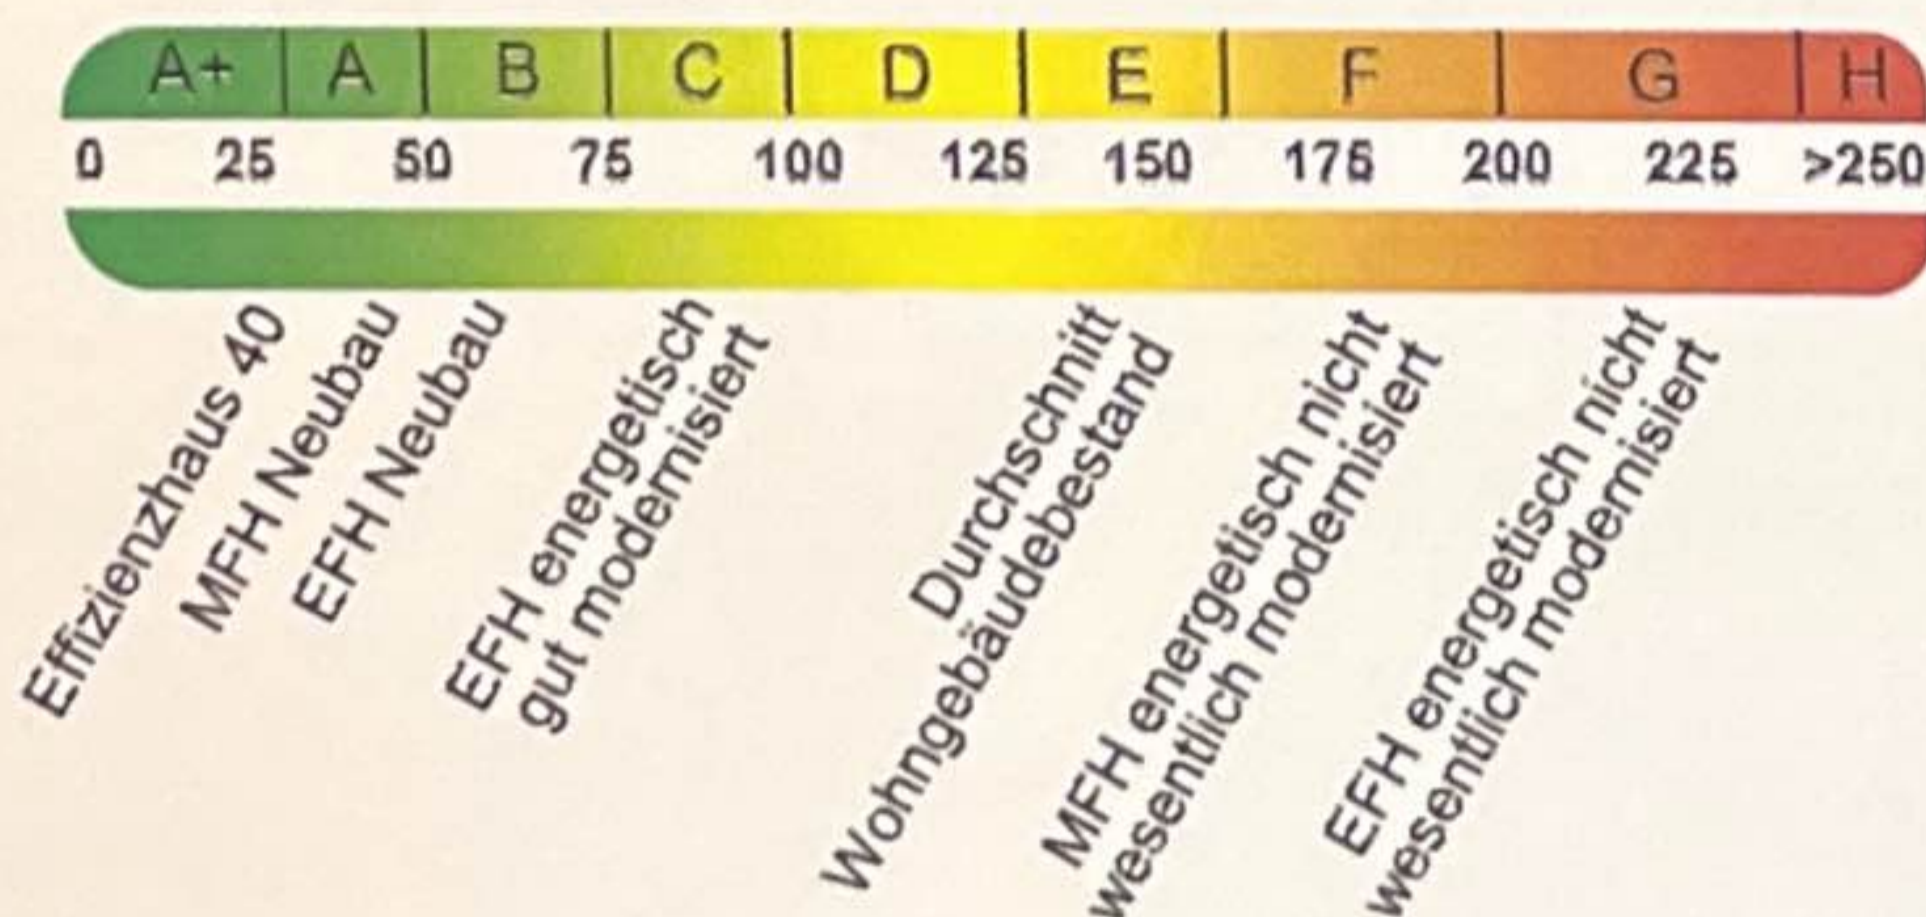 A+ A B C D E F G H
0 25 50 75 100 125 150 175 200 225 >250
Effizienzhaus 40
MFH Neubau
EFH Neubau
EFH energetisch
gut modernisiert
Durchschnitt
Wohngebäudebestand
MFH energetisch nicht
wesentlich modernisiert
EFH energetisch nicht
wesentlich modernisiert